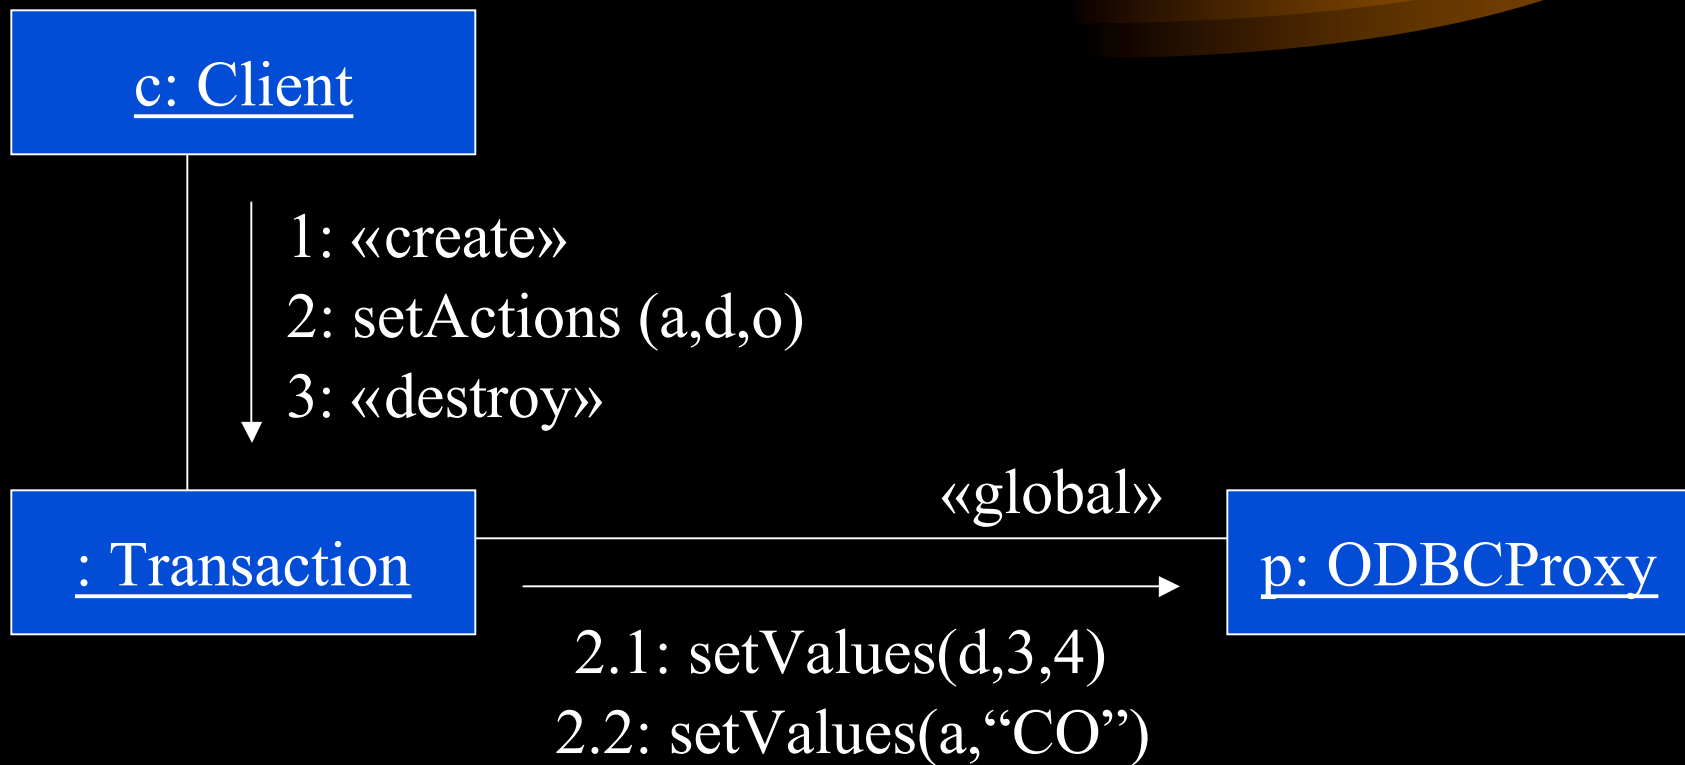 c: Client
1: «create»
2: setActions (a,d,o)
3: «destroy»
«global»
: Transaction
p: ODBCProxy
2.1: setValues(d,3,4)
2.2: setValues(a,“CO”)